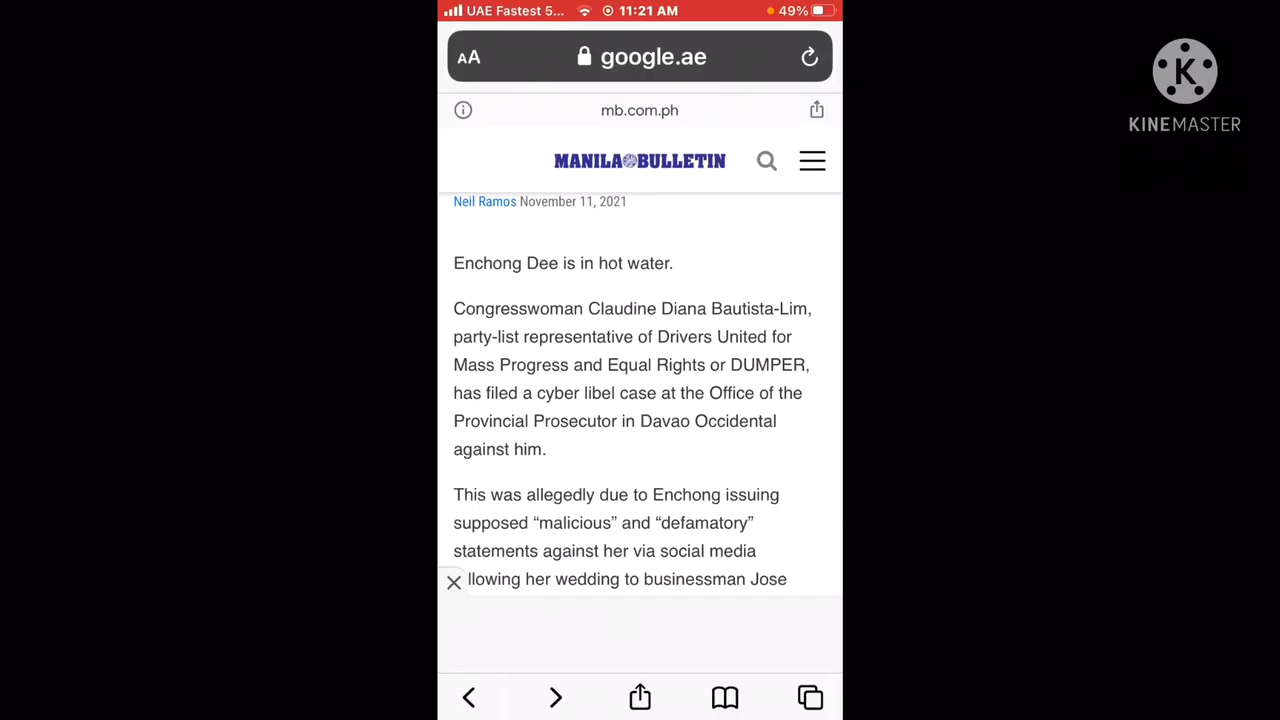 UAE Fastest 5... 11:21 AM 49%
AA google.ae
mb.com.ph
K
KINEMASTER
MANILA BULLETIN
Neil Ramos November 11, 2021
Enchong Dee is in hot water.
Congresswoman Claudine Diana Bautista-Lim,
party-list representative of Drivers United for
Mass Progress and Equal Rights or DUMPER,
has filed a cyber libel case at the Office of the
Provincial Prosecutor in Davao Occidental
against him.
This was allegedly due to Enchong issuing
supposed “malicious” and “defamatory”
statements against her via social media
llowing her wedding to businessman Jose